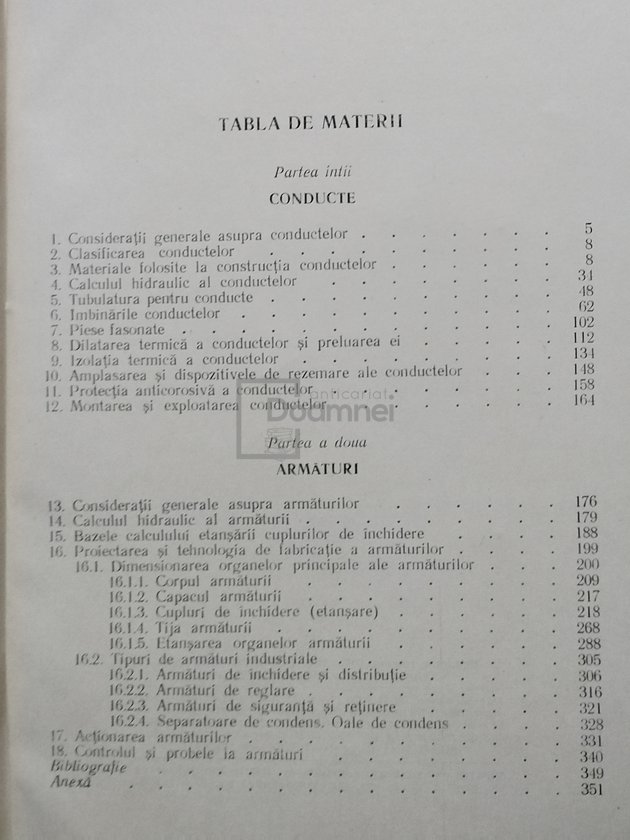 TABLA DE MATERII
Partea întîi
CONDUCTE
1. Considerații generale asupra conductelor . . . . . . . 5
2. Clasificarea conductelor . . . . . . . . . 8
3. Materiale folosite la construcția conductelor . . . . . . 8
4. Calculul hidraulic al conductelor . . . . . . . . 34
5. Tubulatura pentru conducte . . . . . . . . . 48
6. Îmbinările conductelor . . . . . . . . . . 62
7. Piese fasonate . . . . . . . . . . . 102
8. Dilatarea termică a conductelor și preluarea ei . . . . . . 112
9. Izolația termică a conductelor . . . . . . . . 134
10. Amplasarea și dispozitivele de rezemare ale conductelor . . . . 148
11. Protecția anticorosivă a conductelor . . . . . . . . 158
12. Montarea și exploatarea conductelor . . . . . . . 164
anticariat
Doamnei
Partea a doua
ARMĂTURI
13. Considerații generale asupra armăturilor . . . . . . 176
14. Calculul hidraulic al armăturii . . . . . . . . . 179
15. Bazele calculului etanșării cuplurilor de închidere . . . . . 188
16. Proiectarea și tehnologia de fabricație a armăturilor . . . . 199
16.1. Dimensionarea organelor principale ale armăturilor . . . 200
16.1.1. Corpul armăturii . . . . . . . . 209
16.1.2. Capacul armăturii . . . . . . . . 217
16.1.3. Cupluri de închidere (etanșare) . . . . . 218
16.1.4. Tija armăturii . . . . . . . . . 268
16.1.5. Etanșarea organelor armăturii . . . . . . 288
16.2. Tipuri de armături industriale . . . . . . . 305
16.2.1. Armături de închidere și distribuție . . . . . 306
16.2.2. Armături de reglare . . . . . . . . 316
16.2.3. Armături de siguranță și reținere . . . . . 321
16.2.4. Separatoare de condens. Oale de condens . . . . 328
17. Acționarea armăturilor . . . . . . . . . . 331
18. Controlul și probele la armături . . . . . . . . 340
Bibliografie . . . . . . . . . . . . 349
Anexă . . . . . . . . . . . . . 351